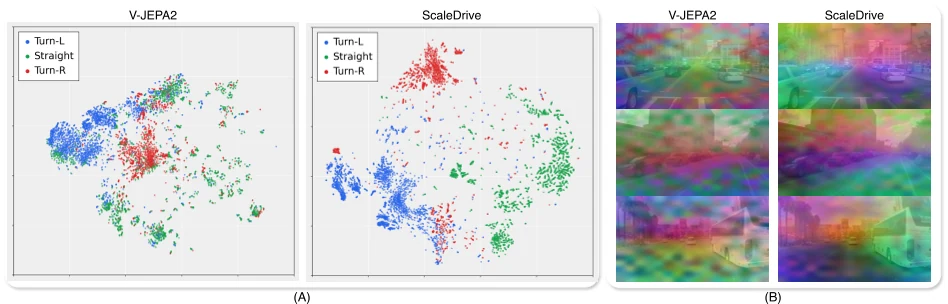 V-JEPA2
ScaleDrive
Turn-L
Straight
Turn-R
Turn-L
Straight
Turn-R
(A)
V-JEPA2
ScaleDrive
(B)